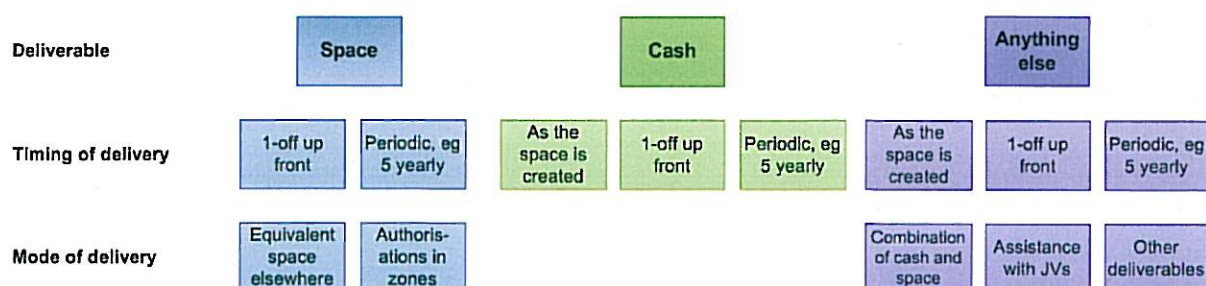 Deliverable
Space
Cash
Anything
else
Timing of delivery
1-off up
front
Periodic, eg
5 yearly
As the
space is
created
1-off up
front
Periodic, eg
5 yearly
As the
space is
created
1-off up
front
Periodic, eg
5 yearly
Mode of delivery
Equivalent
space
elsewhere
Authoris-
ations in
zones
Combination
of cash and
space
Assistance
with JVs
Other
deliverables